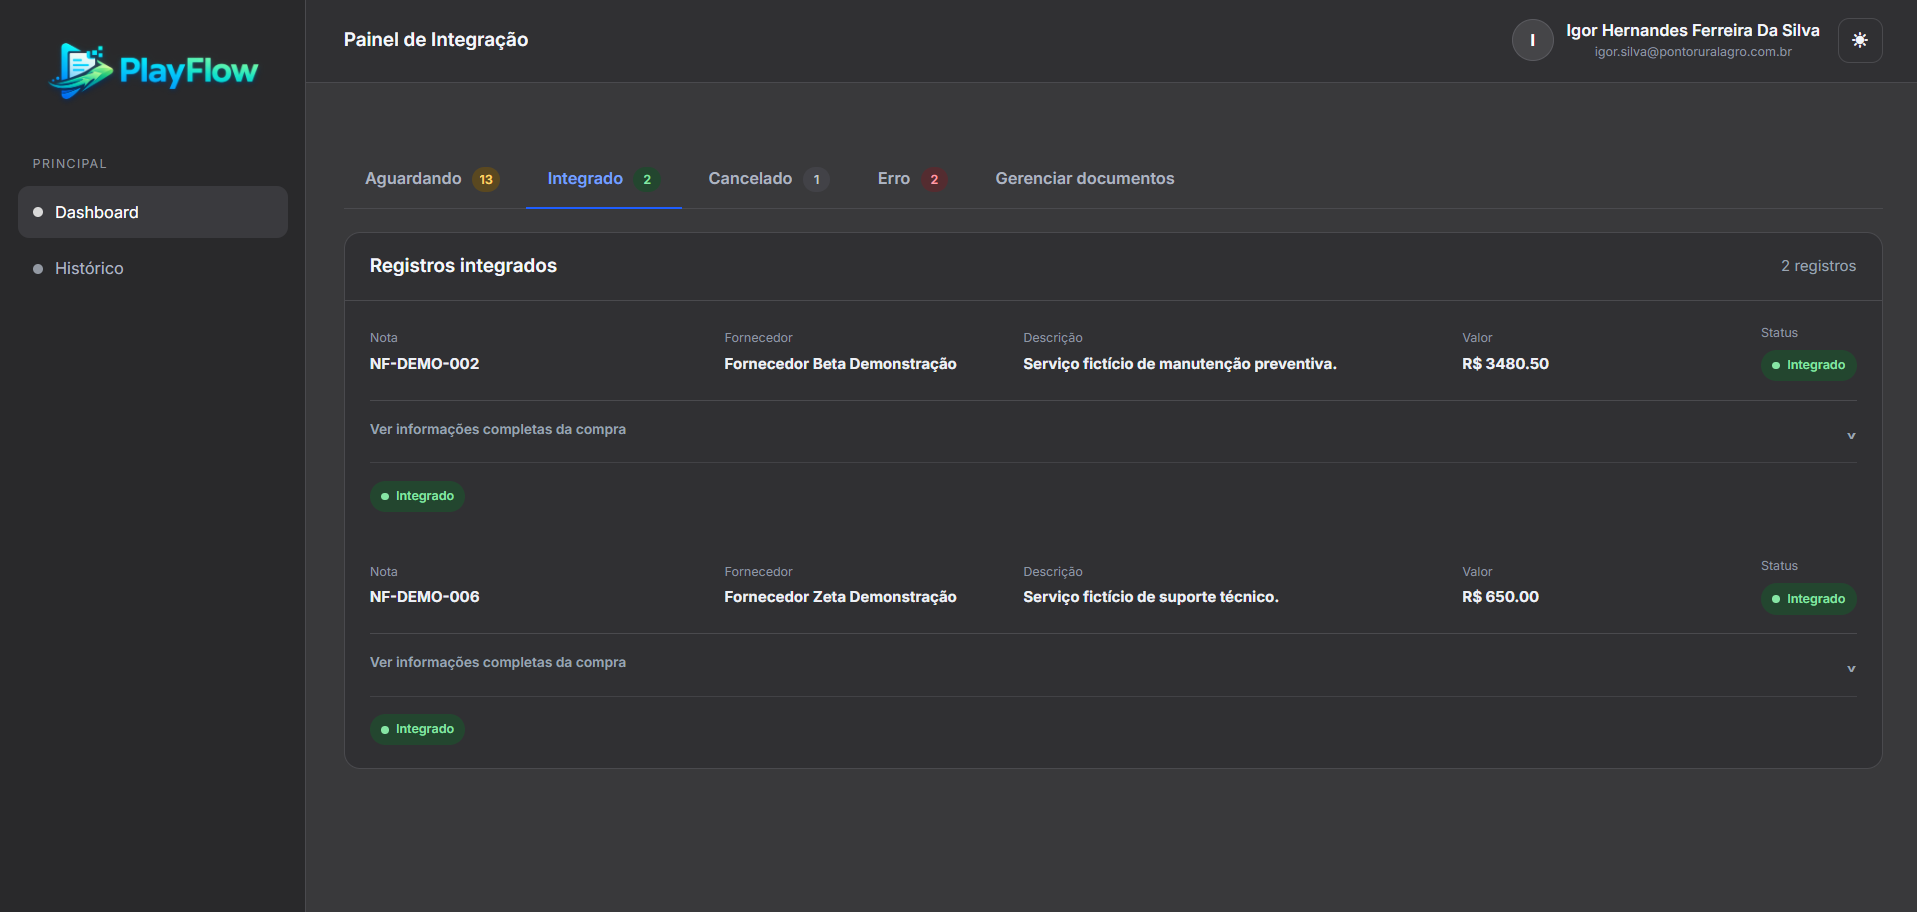 PlayFlow
PRINCIPAL
Dashboard
Histórico
Painel de Integração
I
Igor Hernandes Ferreira Da Silva
igor.silva@pontoruralagro.com.br
Aguardando 13
Integrado 2
Cancelado 1
Erro 2
Gerenciar documentos
Registros integrados
2 registros
Nota
NF-DEMO-002
Fornecedor
Fornecedor Beta Demonstração
Descrição
Serviço fictício de manutenção preventiva.
Valor
R$ 3480.50
Status
Integrado
Ver informações completas da compra
v
Integrado
Nota
NF-DEMO-006
Fornecedor
Fornecedor Zeta Demonstração
Descrição
Serviço fictício de suporte técnico.
Valor
R$ 650.00
Status
Integrado
Ver informações completas da compra
v
Integrado